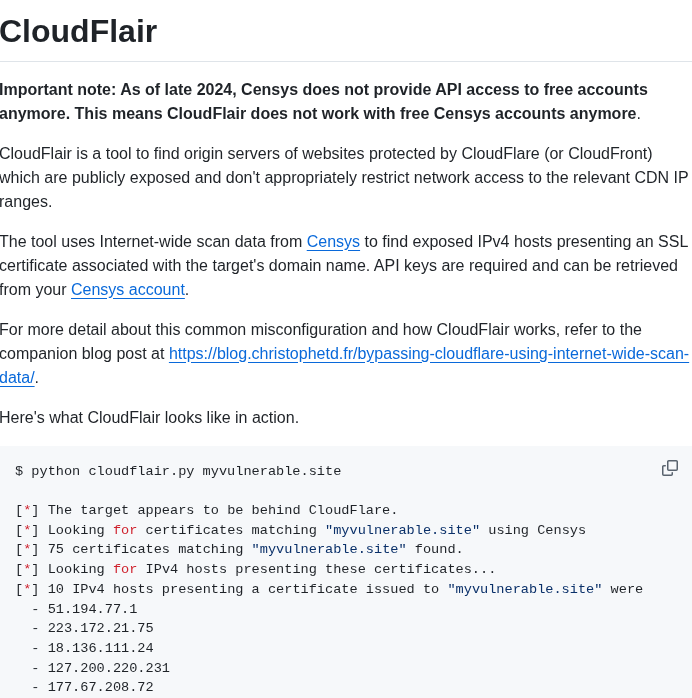 CloudFlair
Important note: As of late 2024, Censys does not provide API access to free accounts
anymore. This means CloudFlair does not work with free Censys accounts anymore.
CloudFlair is a tool to find origin servers of websites protected by CloudFlare (or CloudFront)
which are publicly exposed and don't appropriately restrict network access to the relevant CDN IP
ranges.
The tool uses Internet-wide scan data from Censys to find exposed IPv4 hosts presenting an SSL
certificate associated with the target's domain name. API keys are required and can be retrieved
from your Censys account.
For more detail about this common misconfiguration and how CloudFlair works, refer to the
companion blog post at https://blog.christophetd.fr/bypassing-cloudflare-using-internet-wide-scan-
data/.
Here's what CloudFlair looks like in action.
$ python cloudflair.py myvulnerable.site
[*] The target appears to be behind CloudFlare.
[*] Looking for certificates matching "myvulnerable.site" using Censys
[*] 75 certificates matching "myvulnerable.site" found.
[*] Looking for IPv4 hosts presenting these certificates...
[*] 10 IPv4 hosts presenting a certificate issued to "myvulnerable.site" were
- 51.194.77.1
- 223.172.21.75
- 18.136.111.24
- 127.200.220.231
- 177.67.208.72